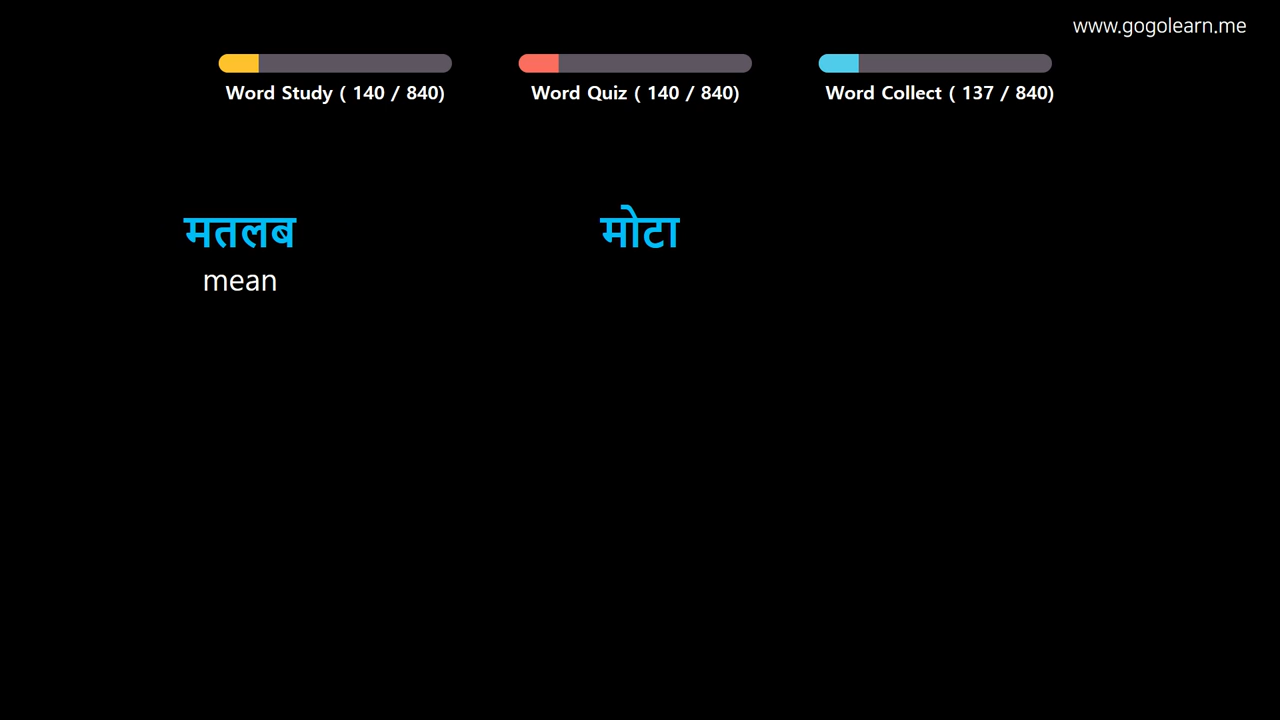 www.gogolearn.me
Word Study ( 140 / 840)
Word Quiz ( 140 / 840)
Word Collect ( 137 / 840)
मतलब
mean
मोटा